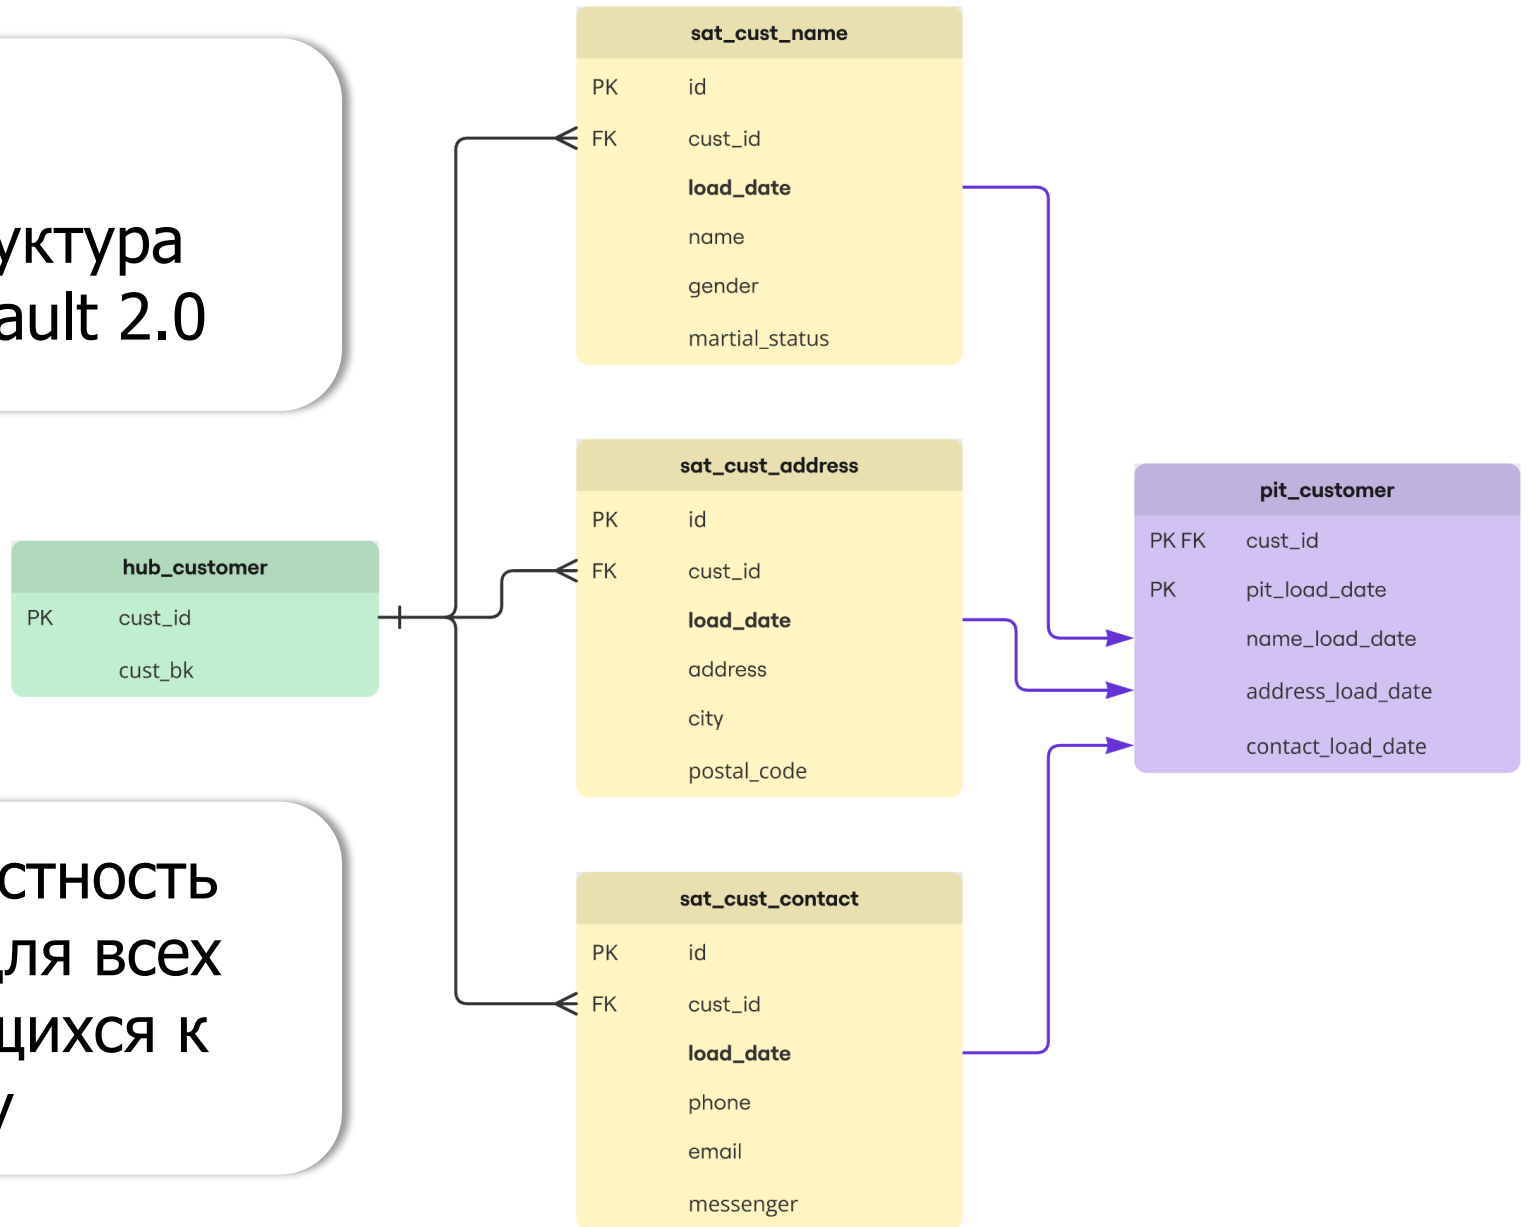 уктура
ault 2.0
стность
для всех
щихся к
у
hub_customer
PK cust_id
cust_bk
sat_cust_name
PK id
FK cust_id
load_date
name
gender
martial_status
sat_cust_address
PK id
FK cust_id
load_date
address
city
postal_code
sat_cust_contact
PK id
FK cust_id
load_date
phone
email
messenger
pit_customer
PK FK cust_id
PK pit_load_date
name_load_date
address_load_date
contact_load_date